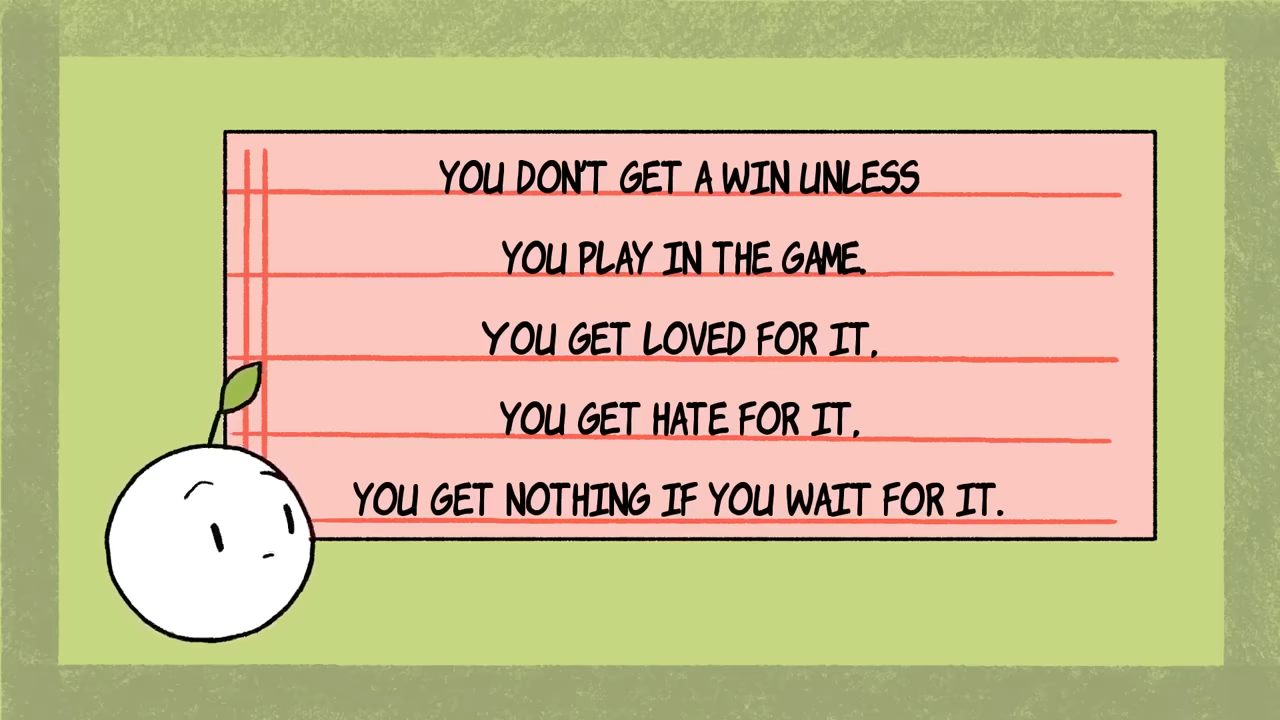 YOU DON'T GET A WIN UNLESS
YOU PLAY IN THE GAME.
YOU GET LOVED FOR IT.
YOU GET HATE FOR IT.
YOU GET NOTHING IF YOU WAIT FOR IT.